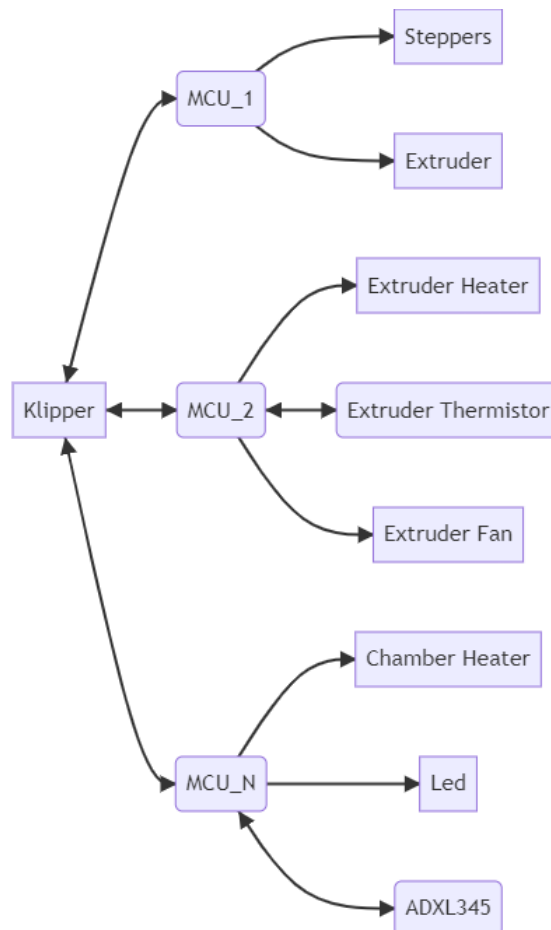 Steppers
MCU_1
Extruder
Extruder Heater
Klipper
MCU_2
Extruder Thermistor
Extruder Fan
Chamber Heater
MCU_N
Led
ADXL345